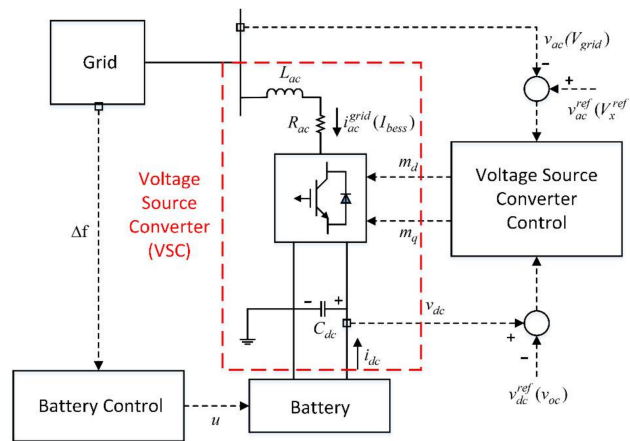 Grid
L_ac
R_ac
i_ac^grid(I_bess)
v_ac(V_grid)
-
+
v_ac^ref(V_x^ref
Voltage
Source
Converter
(VSC)
m_d
m_q
Voltage Source
Converter
Control
Δf
-
+
C_dc
v_dc
+
-
i_dc
v_dc^ref(v_oc)
Battery Control
u
Battery